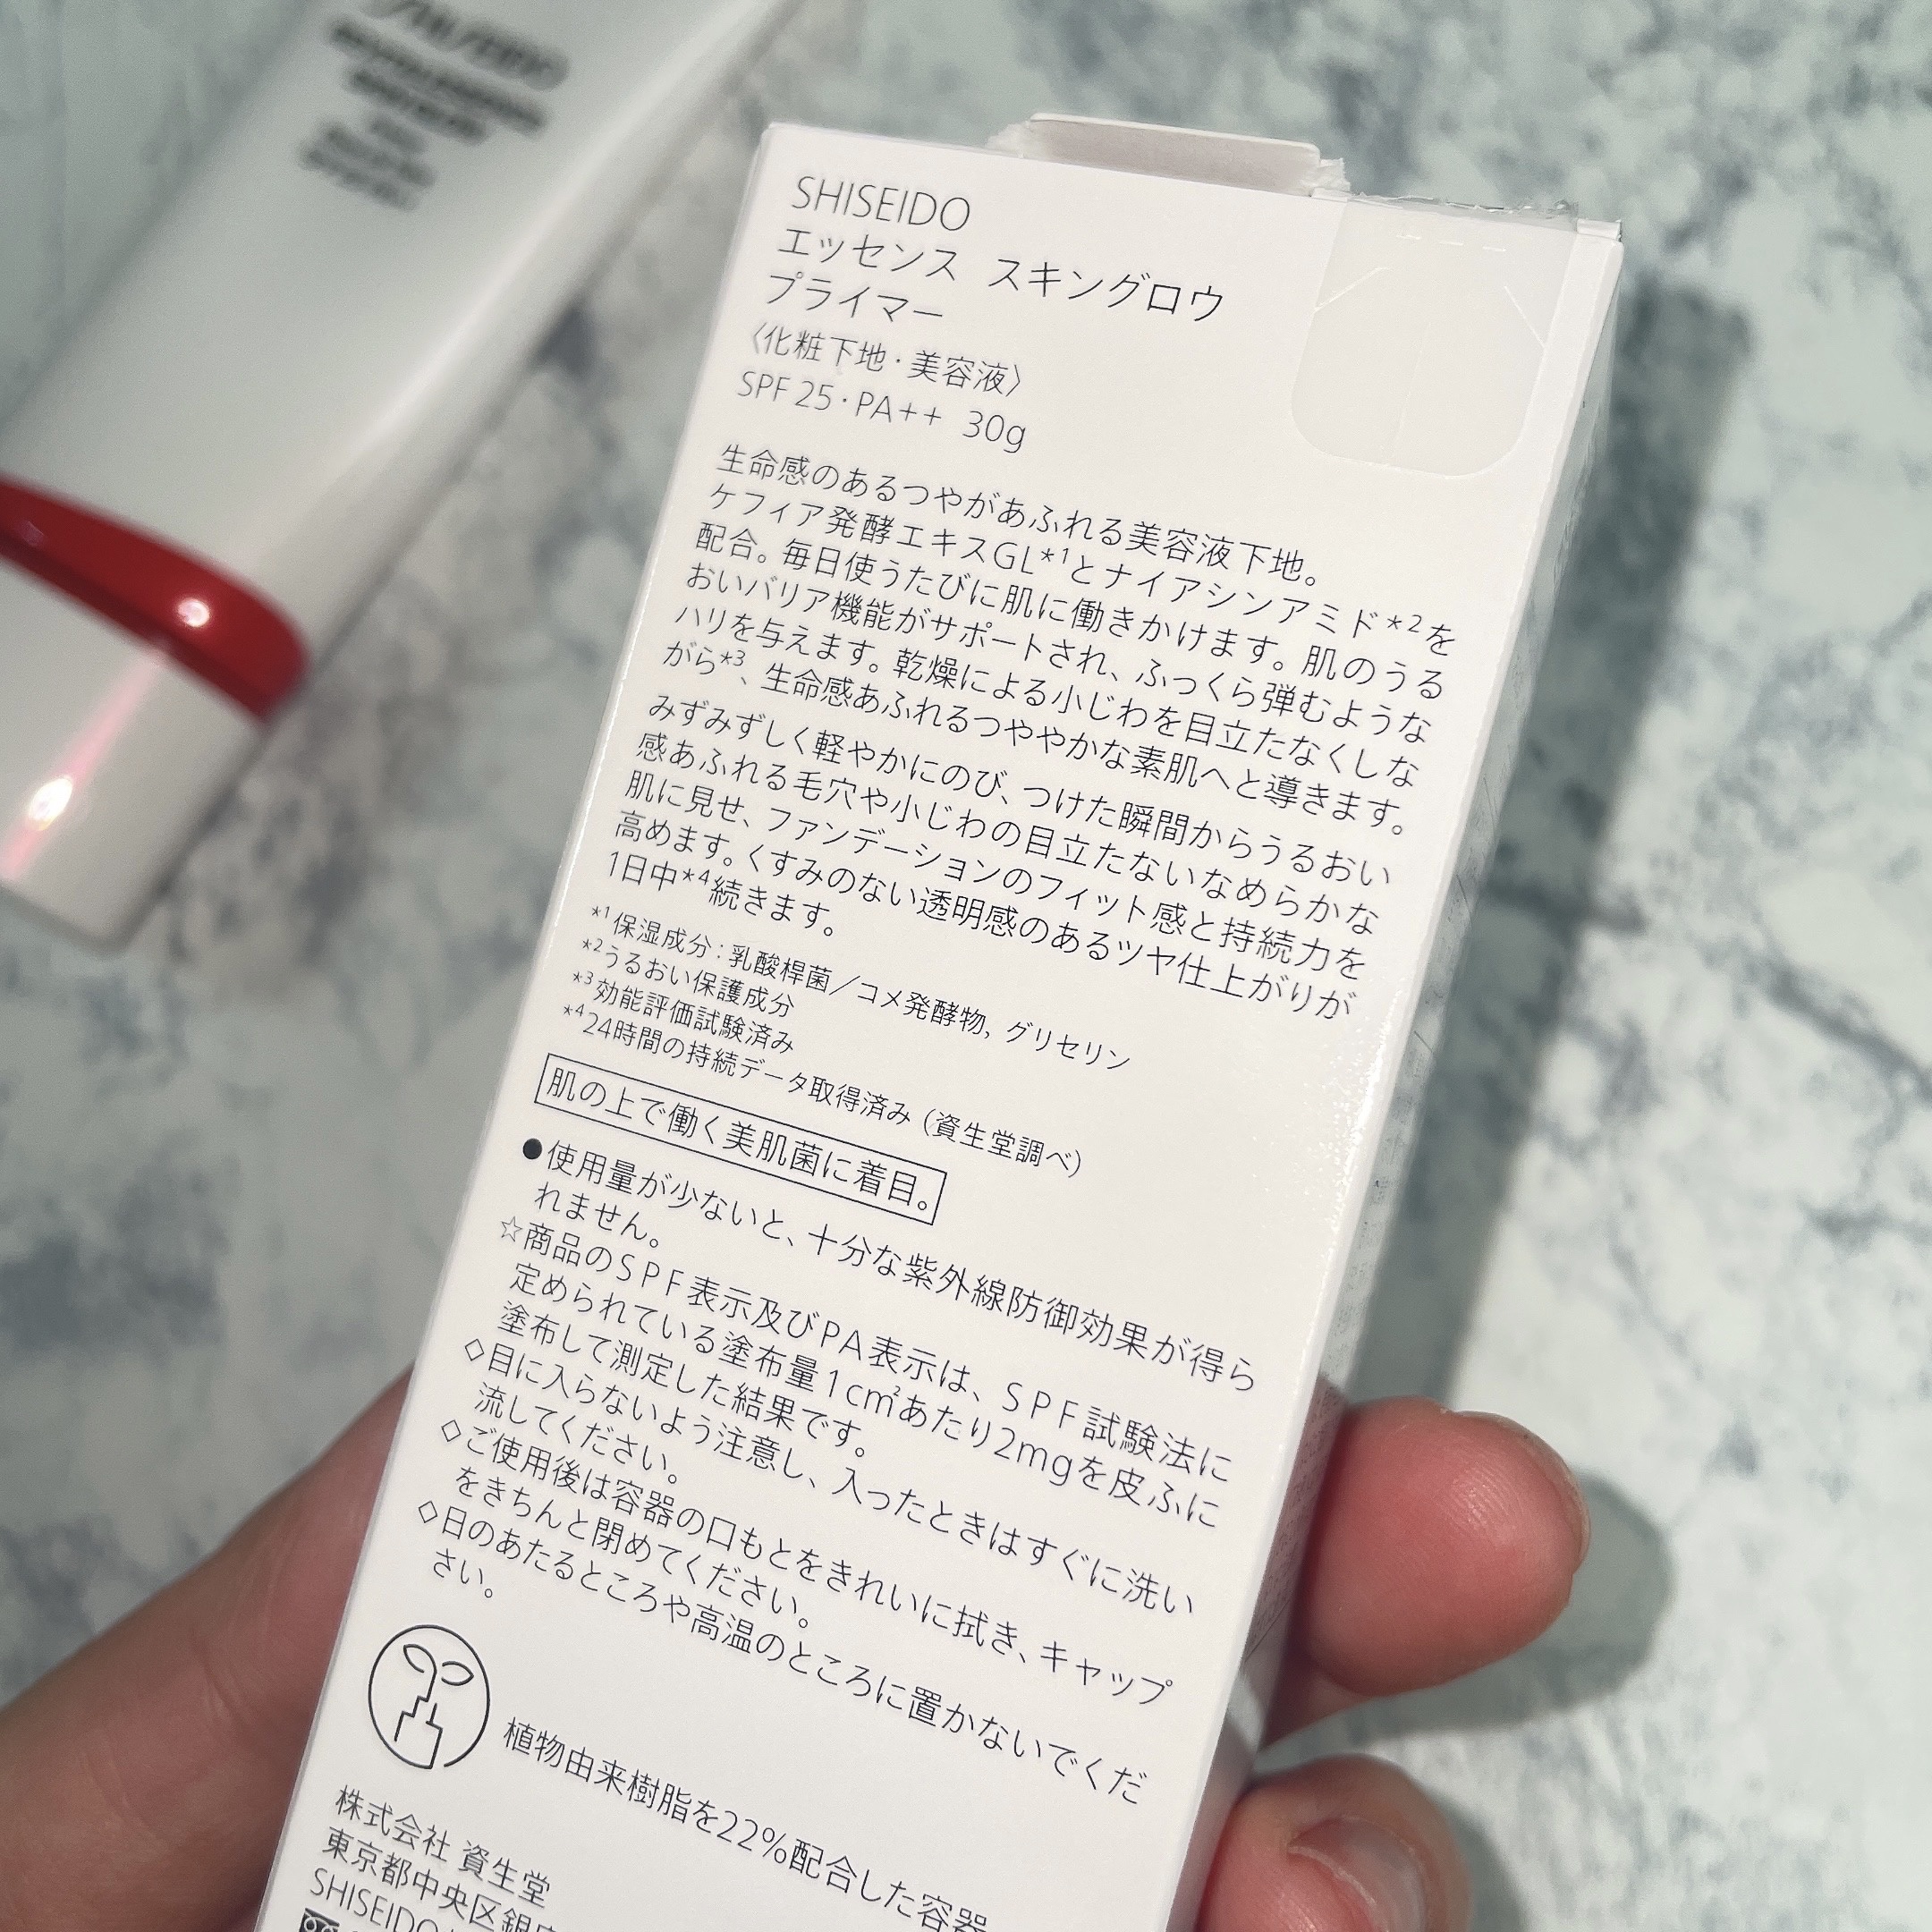 SHISEIDO
SHISEIDO
エッセンス スキングロウ
プライマー
〈化粧下地・美容液〉
SPF25・PA++ 30g
生命感のあるつやがあふれる美容液下地。
ケフィア発酵エキスGL*1とナイアシンアミド*2を
配合。毎日使うたびに肌に働きかけます。肌のうる
おいバリア機能がサポートされ、ふっくら弾むような
ハリを与えます。乾燥による小じわを目立たなくしな
がら*3、生命感あふれるつややかな素肌へと導きます。
みずみずしく軽やかにのび、つけた瞬間からうるおい
感あふれる毛穴や小じわの目立たないなめらかな
肌に見せ、ファンデーションのフィット感と持続力を
高めます。くすみのない透明感のあるツヤ仕上がりが
1日中*4続きます。
*1保湿成分:乳酸桿菌/コメ発酵物, グリセリン
*2うるおい保護成分
*3効能評価試験済み
*424時間の持続データ取得済み (資生堂調べ)
肌の上で働く美肌菌に着目。
●使用量が少ないと、十分な紫外線防御効果が得ら
れません。
☆商品のSPF表示及びPA表示は、SPF試験法に
定められている塗布量1c㎡あたり2mgを皮ふに
塗布して測定した結果です。
◇目に入らないよう注意し、入ったときはすぐに洗い
流してください。
◇ご使用後は容器の口もとをきれいに拭き、キャップ
をきちんと閉めてください。
◇日のあたるところや高温のところに置かないでくだ
さい。
植物由来樹脂を22%配合した容器
株式会社 資生堂
東京都中央区銀座
SHISEIDO